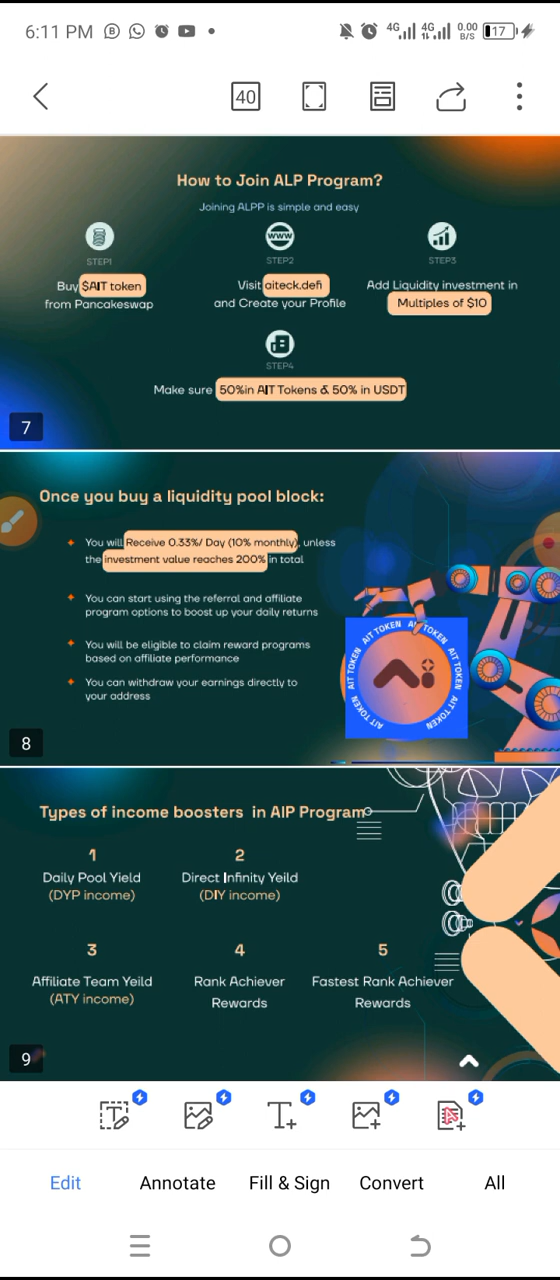 6:11 PM
4G 4G 0.00 B/S 17
40
How to Join ALP Program?
Joining ALPP is simple and easy
STEP1
Buy $AIT token
from Pancakeswap
WWW
STEP2
Visit aiteck.defi
and Create your Profile
STEP3
Add Liquidity investment in
Multiples of $10
STEP4
Make sure 50%in AIT Tokens & 50% in USDT
7
Once you buy a liquidity pool block:
You will Receive 0.33%/ Day (10% monthly), unless
the investment value reaches 200% in total
You can start using the referral and affiliate
program options to boost up your daily returns
You will be eligible to claim reward programs
based on affiliate performance
You can withdraw your earnings directly to
your address
AIT TOKEN AIT TOKEN AIT TOKEN AIT TOKEN AIT TOKEN
8
Types of income boosters in AIP Program
1
Daily Pool Yield
(DYP income)
2
Direct Infinity Yeild
(DIY income)
3
Affiliate Team Yeild
(ATY income)
4
Rank Achiever
Rewards
5
Fastest Rank Achiever
Rewards
9
Edit Annotate Fill & Sign Convert All